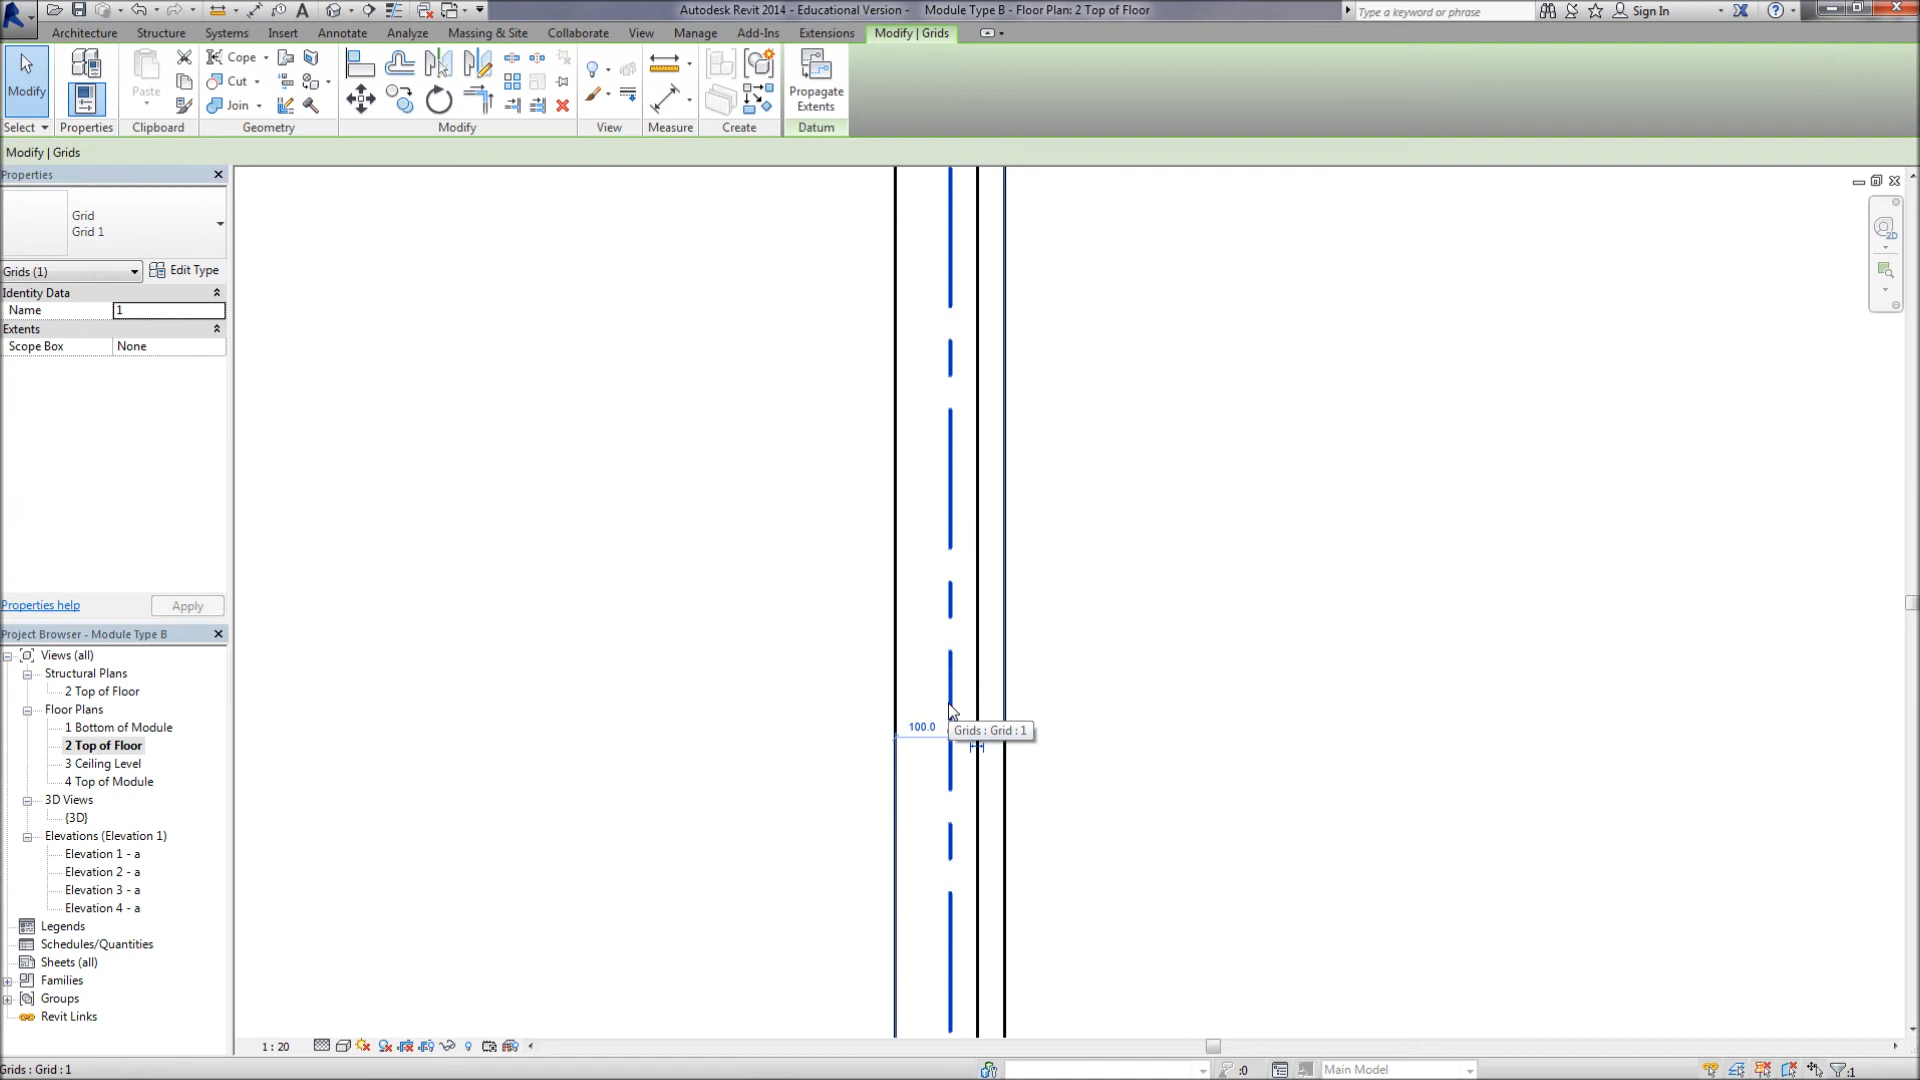 Autodesk Revit 2014 - Educational Version - Module Type B - Floor Plan: 2 Top of Floor
Type a keyword or phrase
Sign In
Architecture Structure Systems Insert Annotate Analyze Massing & Site Collaborate View Manage Add-Ins Extensions Modify | Grids
Modify
Paste
Cope
Cut
Join
Propagate
Extents
Select Properties Clipboard Geometry Modify View Measure Create Datum
Modify | Grids
Properties
Grid
Grid 1
Grids (1)
Edit Type
Identity Data
Name 1
Extents
Scope Box None
Properties help
Apply
Project Browser - Module Type B
Views (all)
Structural Plans
2 Top of Floor
Floor Plans
1 Bottom of Module
2 Top of Floor
3 Ceiling Level
4 Top of Module
3D Views
{3D}
Elevations (Elevation 1)
Elevation 1 - a
Elevation 2 - a
Elevation 3 - a
Elevation 4 - a
Legends
Schedules/Quantities
Sheets (all)
Families
Groups
Revit Links
2D
100.0
Grids : Grid : 1
1 : 20
Grids : Grid : 1
:0
Main Model
:1